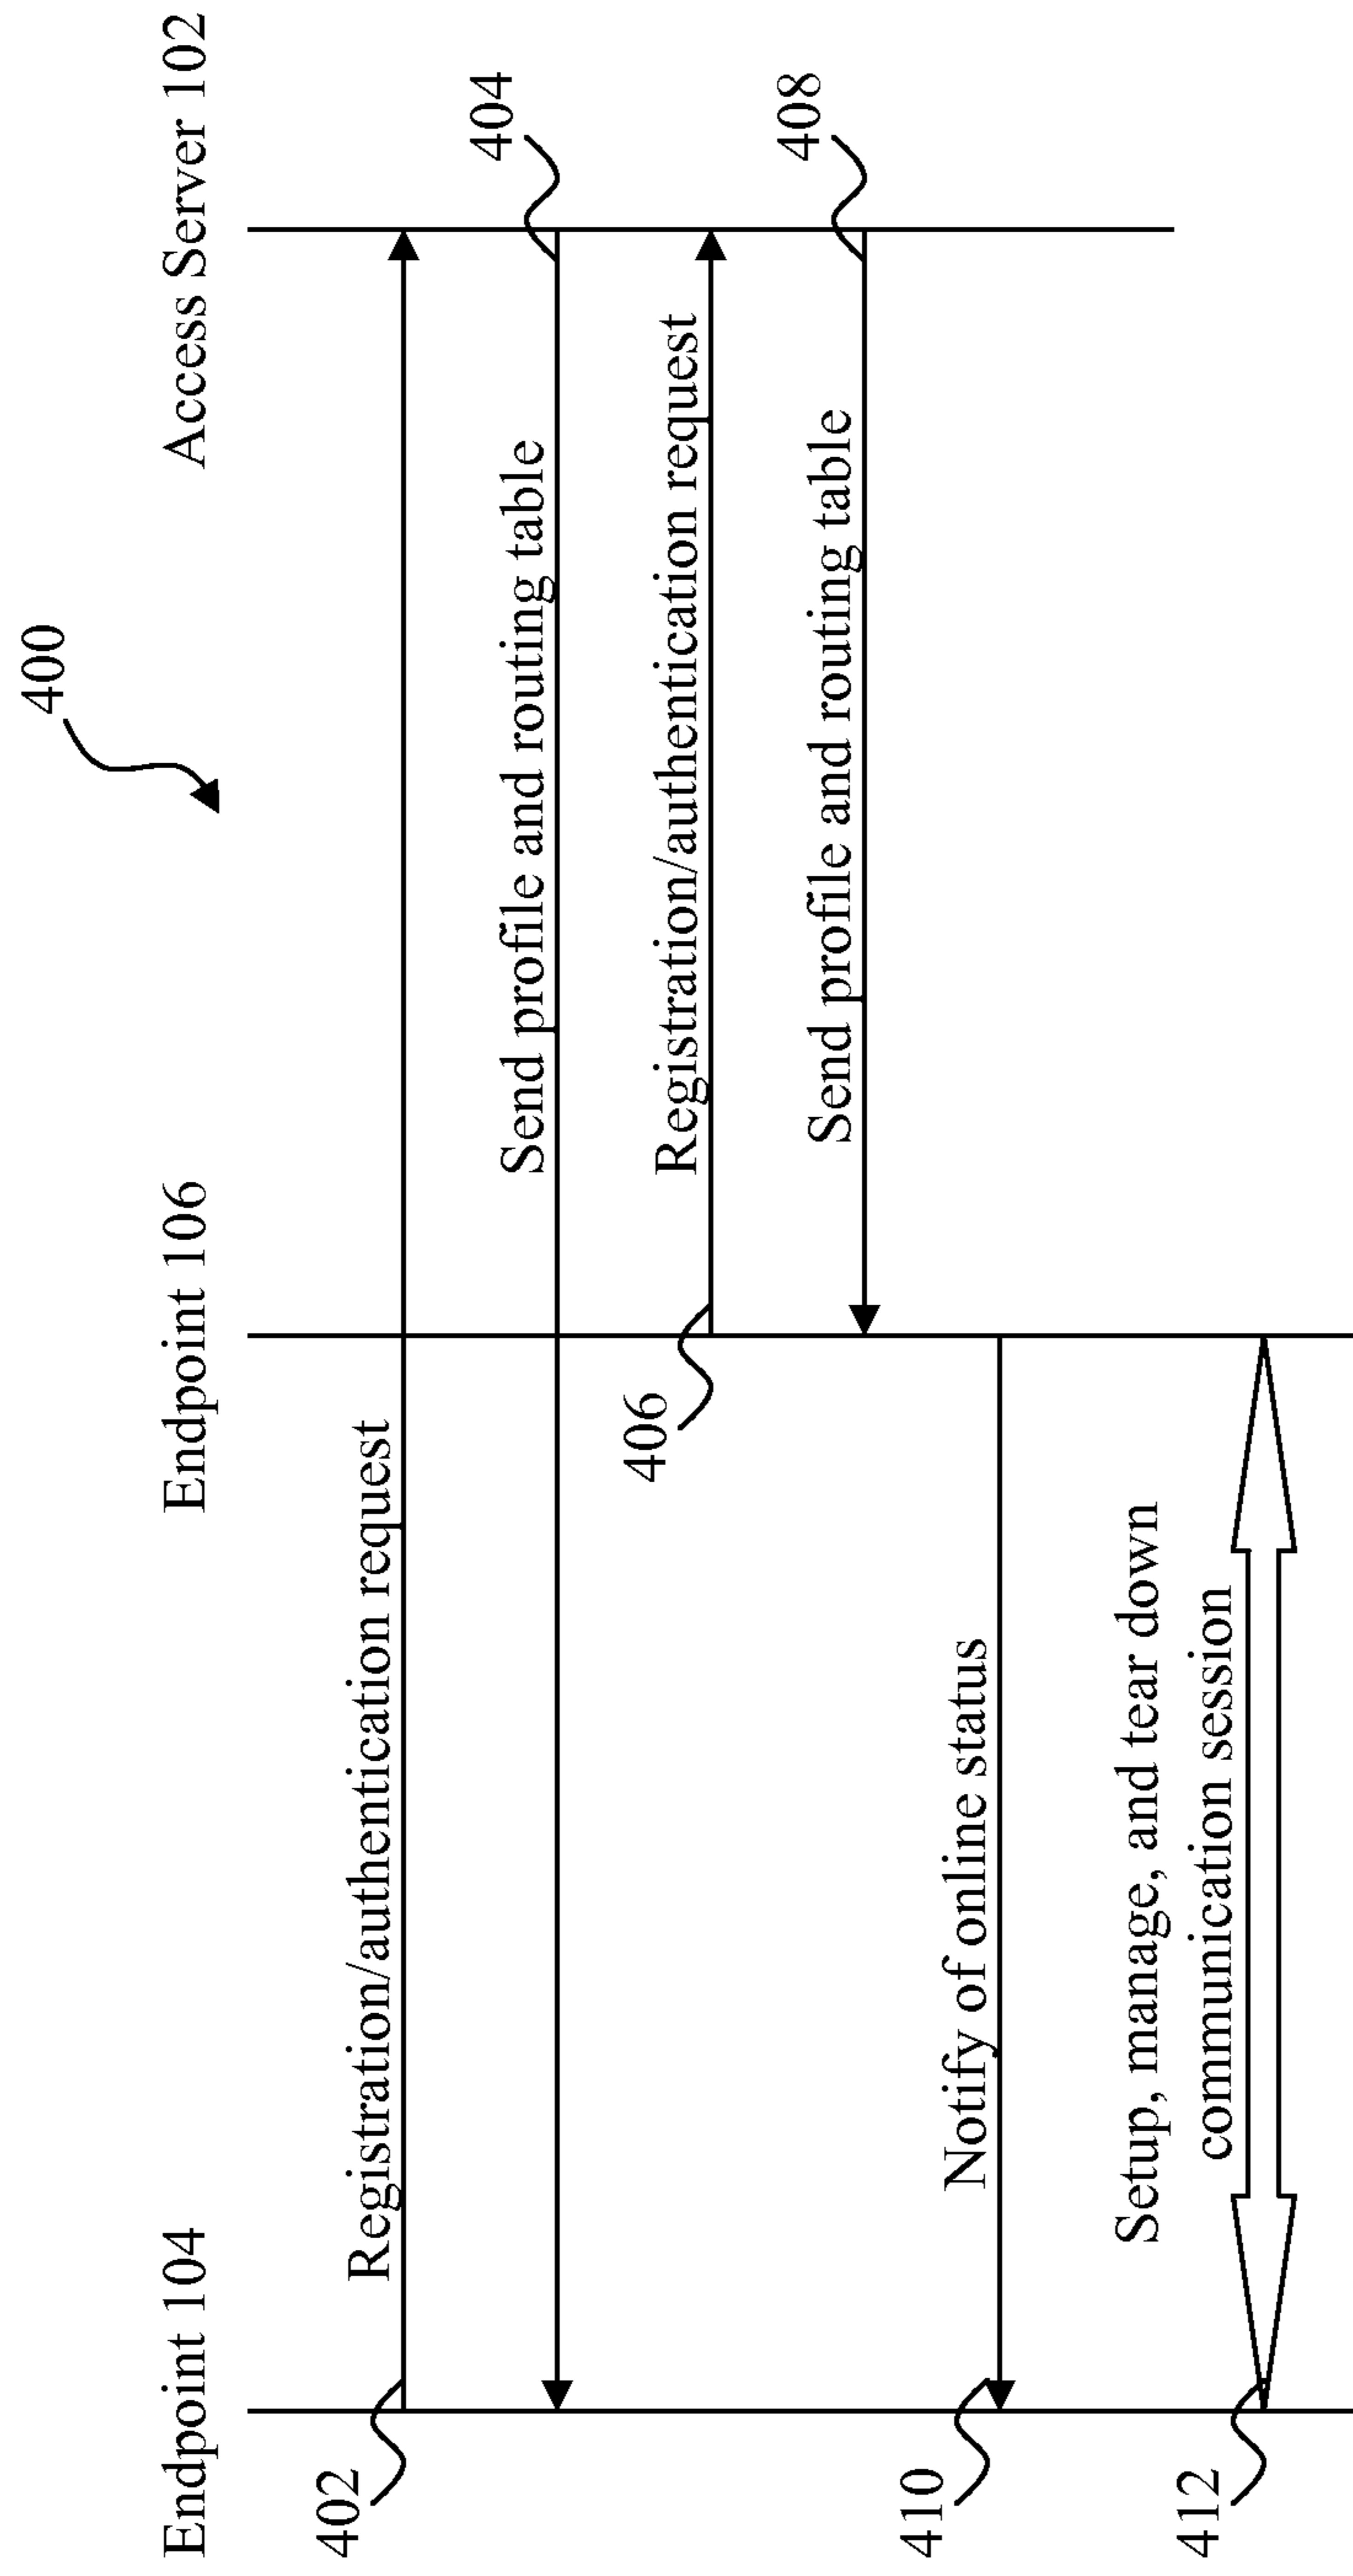 400
Endpoint 104
Endpoint 106
Access Server 102
402
Registration/authentication request
404
Send profile and routing table
406
Registration/authentication request
408
Send profile and routing table
410
Notify of online status
412
Setup, manage, and tear down
communication session